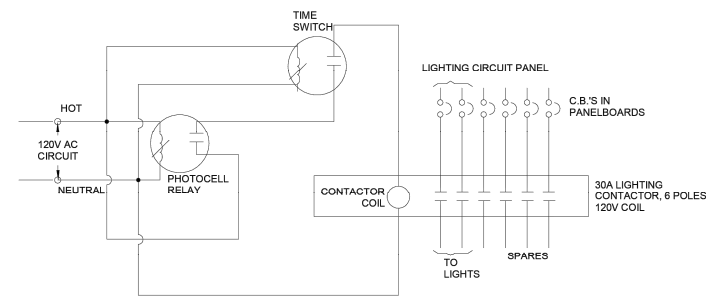 TIME
SWITCH
LIGHTING CIRCUIT PANEL
C.B.'S IN
PANELBOARDS
HOT
120V AC
CIRCUIT
NEUTRAL
PHOTOCELL
RELAY
CONTACTOR
COIL
30A LIGHTING
CONTACTOR, 6 POLES
120V COIL
TO
LIGHTS
SPARES